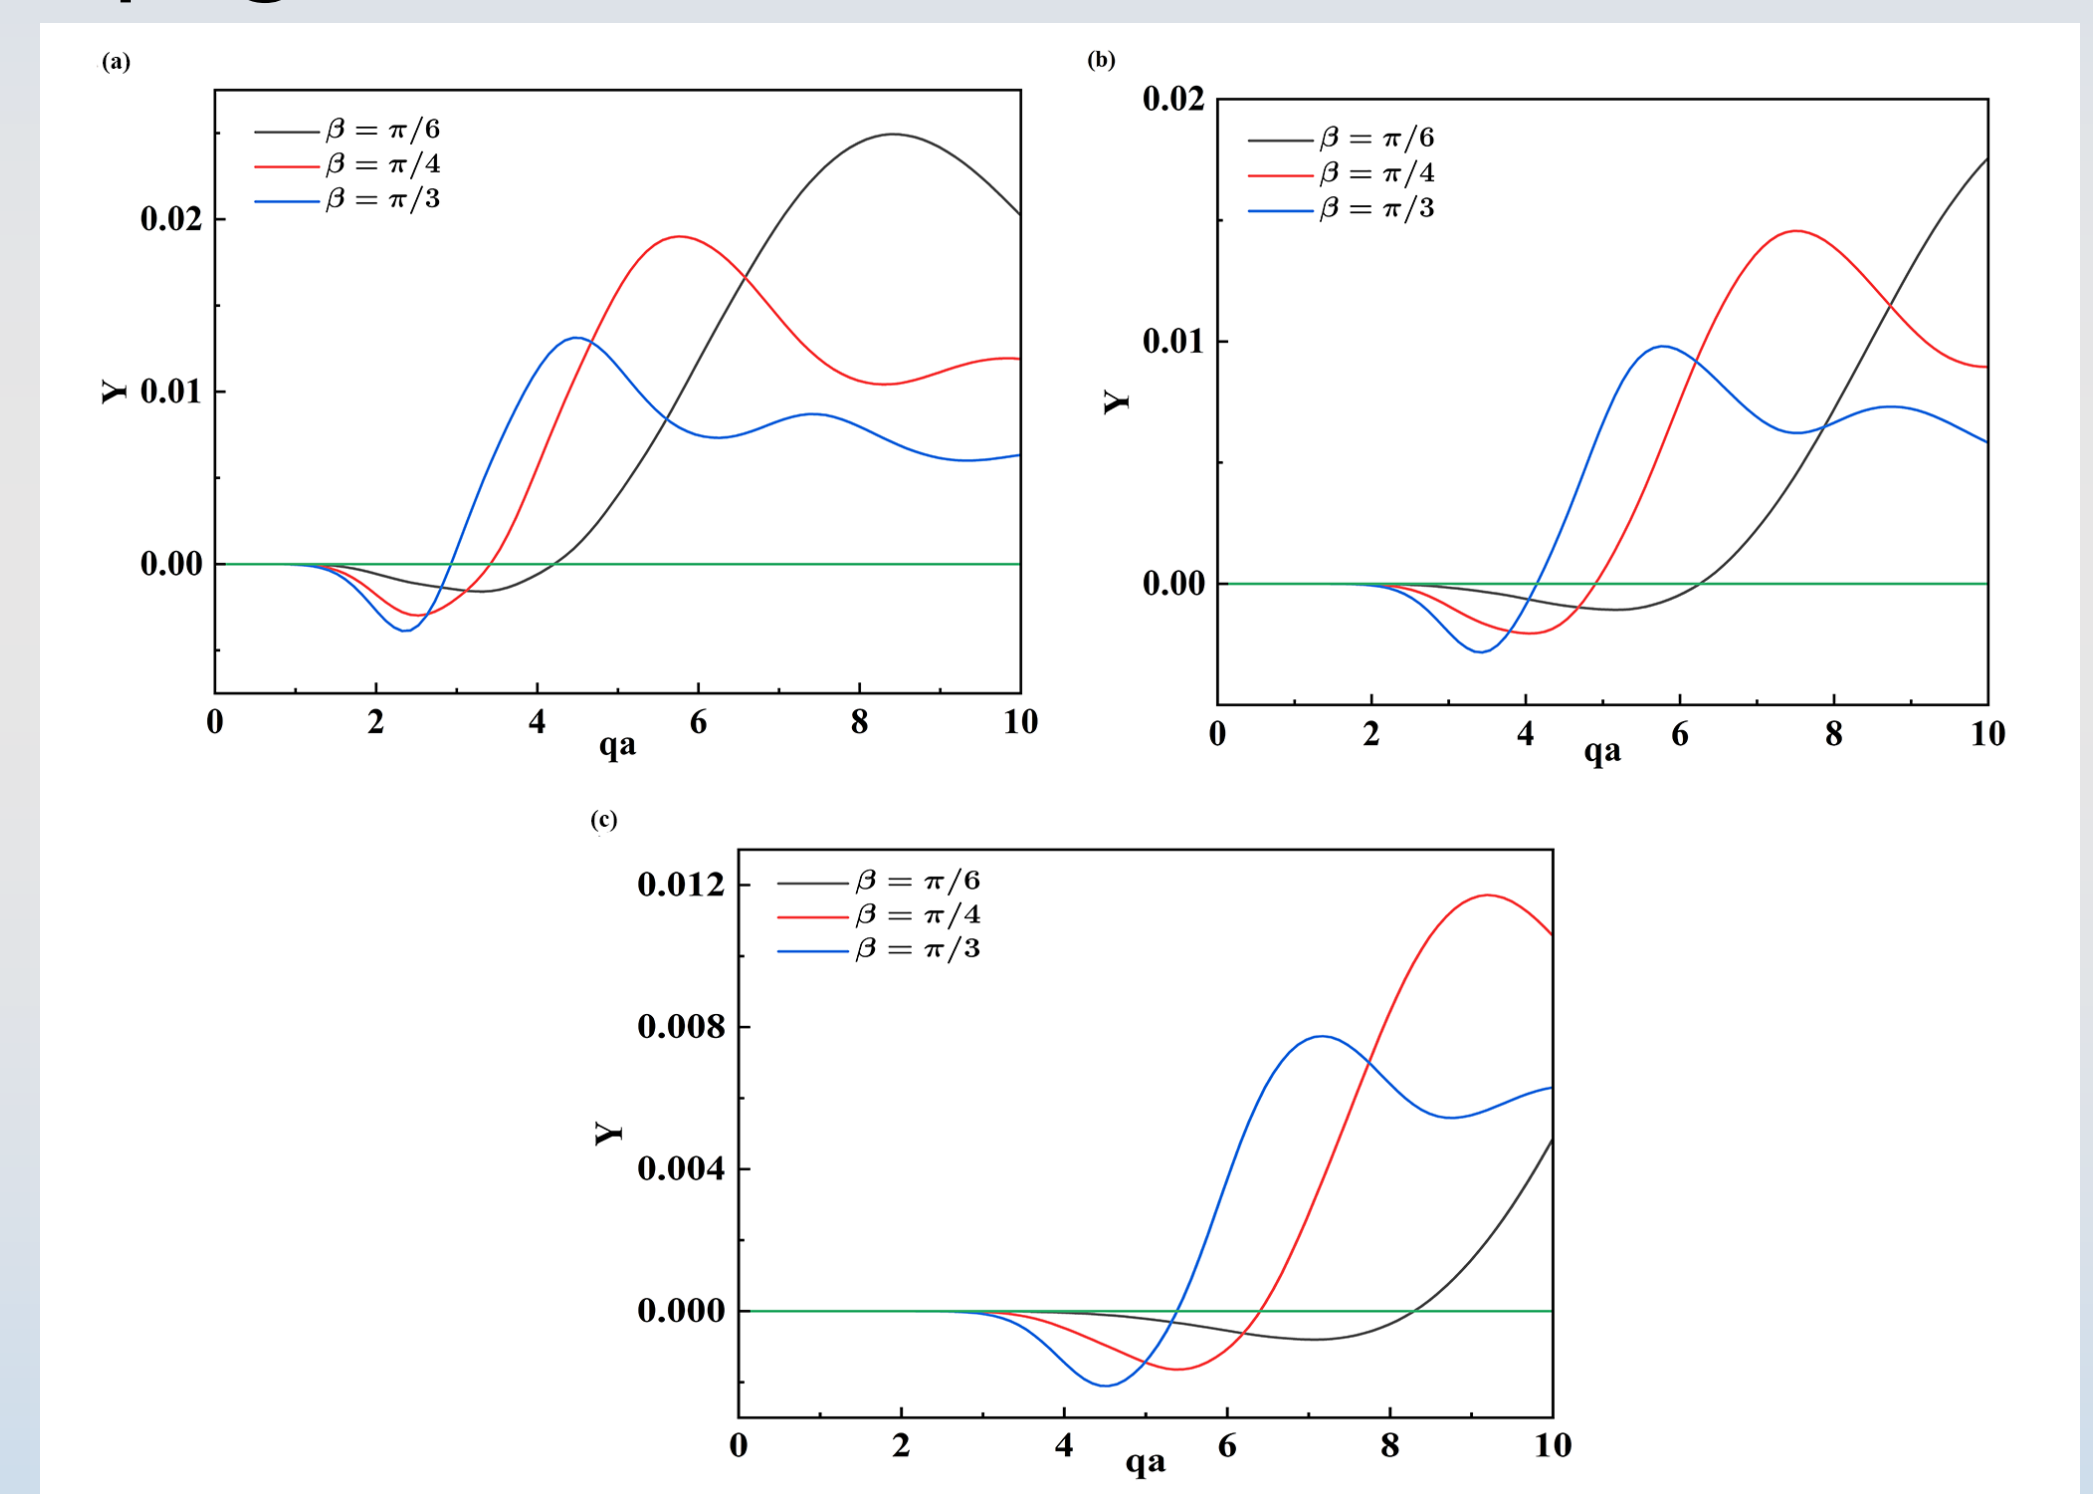 (a)
β = π/6
β = π/4
β = π/3
0.02
0.01
0.00
Y
0 2 4 6 8 10
qa
(b)
0.02
β = π/6
β = π/4
β = π/3
0.01
0.00
Y
0 2 4 6 8 10
qa
(c)
0.012
β = π/6
β = π/4
β = π/3
0.008
0.004
0.000
Y
0 2 4 6 8 10
qa